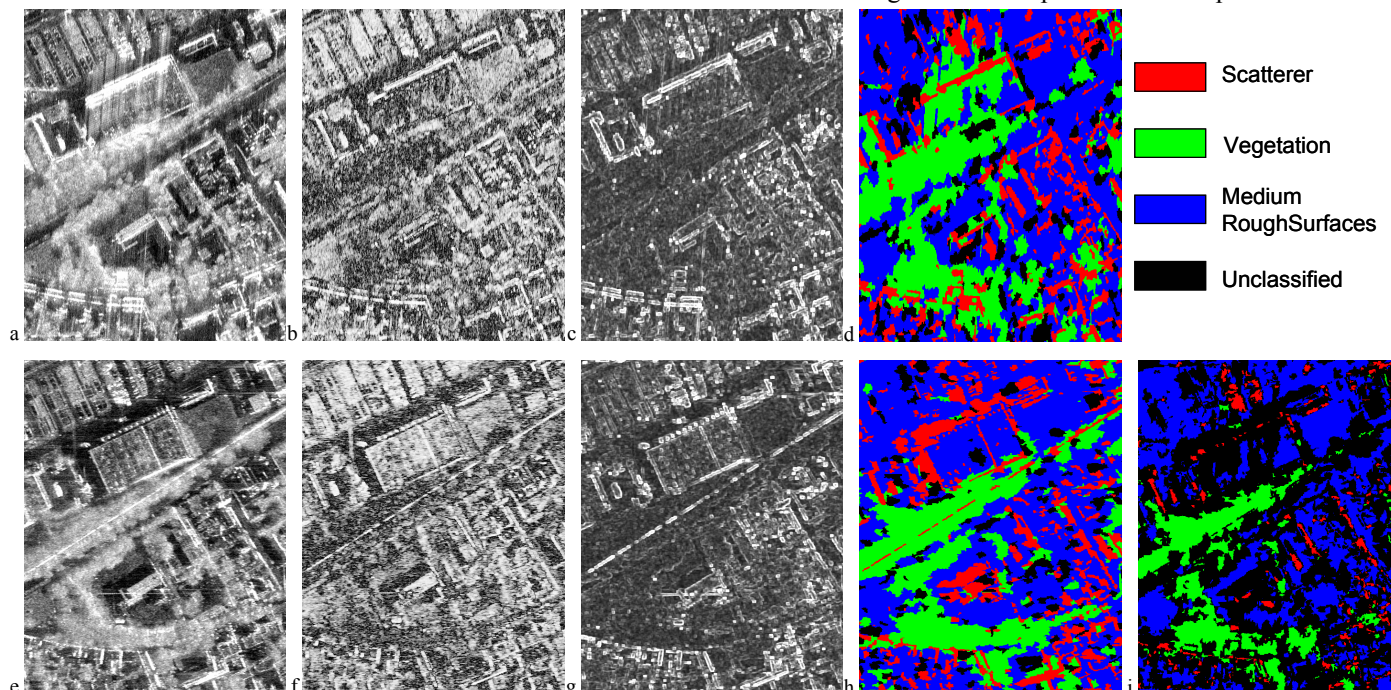 Scatterer
Vegetation
Medium
RoughSurfaces
Unclassified
a
b
c
d
e
f
g
h
i